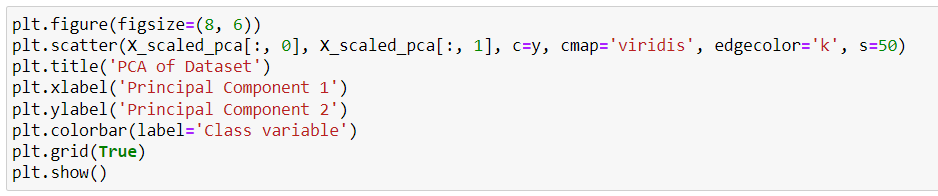 plt.figure(figsize=(8, 6))
plt.scatter(X_scaled_pca[:, 0], X_scaled_pca[:, 1], c=y, cmap='viridis', edgecolor='k', s=50)
plt.title('PCA of Dataset')
plt.xlabel('Principal Component 1')
plt.ylabel('Principal Component 2')
plt.colorbar(label='Class variable')
plt.grid(True)
plt.show()